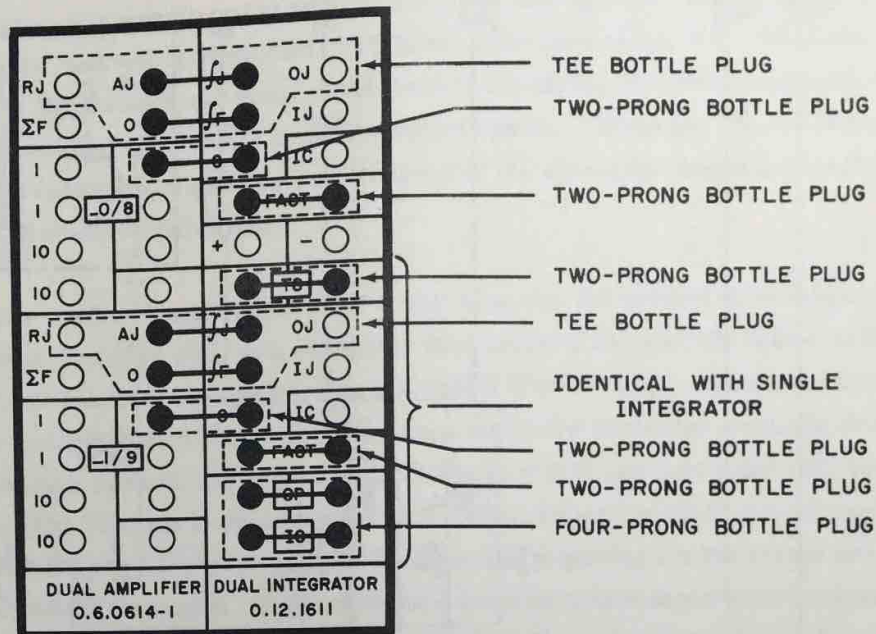 RJ AJ ∫J OJ
ΣF O ∫F IJ
1 IC
1 -0/8 FAST
10 + -
10 TS
RJ AJ ∫J OJ
ΣF O ∫F IJ
1 IC
1 -1/9 FAST
10 OP
10
DUAL AMPLIFIER
0.6.0614-1
DUAL INTEGRATOR
0.12.1611
TEE BOTTLE PLUG
TWO-PRONG BOTTLE PLUG
TWO-PRONG BOTTLE PLUG
TWO-PRONG BOTTLE PLUG
TEE BOTTLE PLUG
IDENTICAL WITH SINGLE
INTEGRATOR
TWO-PRONG BOTTLE PLUG
TWO-PRONG BOTTLE PLUG
FOUR-PRONG BOTTLE PLUG